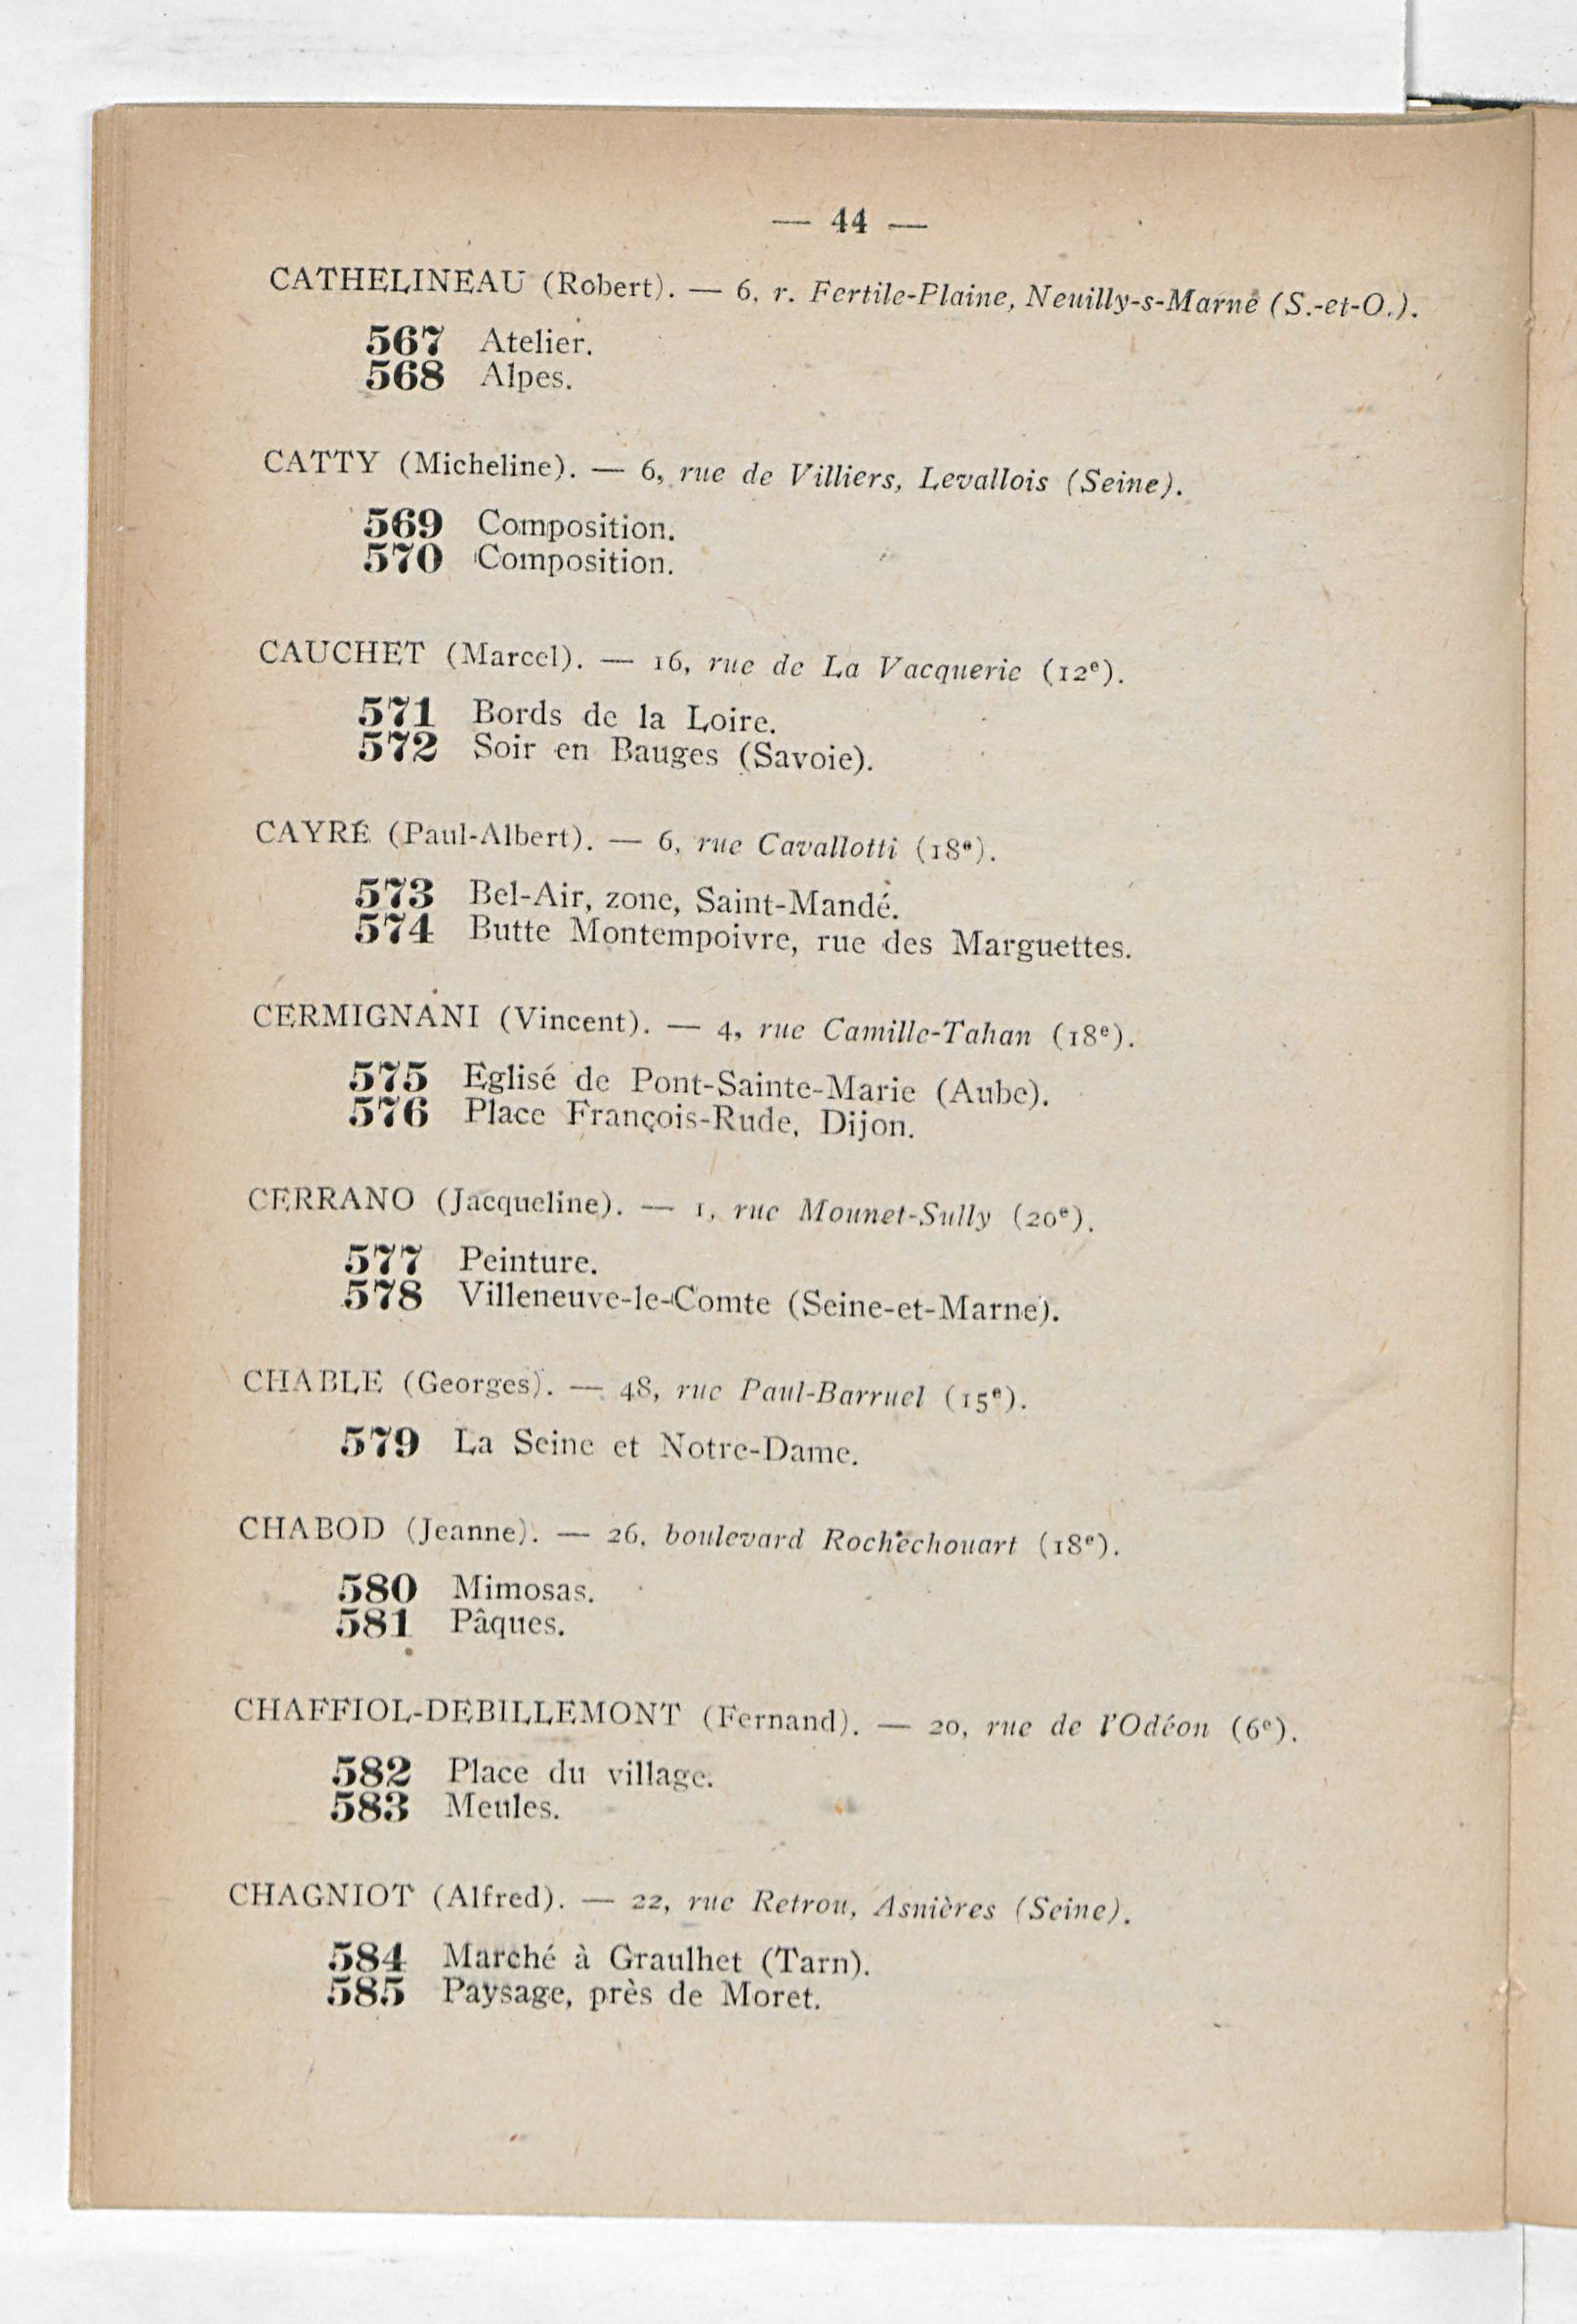 — 44 —
CATHELINEAU (Robert). — 6, r. Fertile-Plaine, Neuilly-s-Marne (S.-et-O.).
567 Atelier.
568 Alpes.
CATTY (Micheline). — 6, rue de Villiers, Levallois (Seine).
569 Composition.
570 Composition.
CAUCHET (Marcel). — 16, rue de La Vacquerie (12e).
571 Bords de la Loire.
572 Soir en Bauges (Savoie).
CAYRÉ (Paul-Albert). — 6, rue Cavallotti (18e).
573 Bel-Air, zone, Saint-Mandé.
574 Butte Montempoivre, rue des Marguettes.
CERMIGNANI (Vincent). — 4, rue Camille-Tahan (18e).
575 Eglisé de Pont-Sainte-Marie (Aube).
576 Place François-Rude, Dijon.
CERRANO (Jacqueline). — 1, rue Mounet-Sully (20e).
577 Peinture.
578 Villeneuve-le-Comte (Seine-et-Marne).
CHABLE (Georges). — 48, rue Paul-Barruel (15e).
579 La Seine et Notre-Dame.
CHABOD (Jeanne). — 26, boulevard Rochechouart (18e).
580 Mimosas.
581 Pâques.
CHAFFIOL-DEBILLEMONT (Fernand). — 20, rue de l'Odéon (6e).
582 Place du village.
583 Meules.
CHAGNIOT (Alfred). — 22, rue Retrou, Asnières (Seine).
584 Marché à Graulhet (Tarn).
585 Paysage, près de Moret.